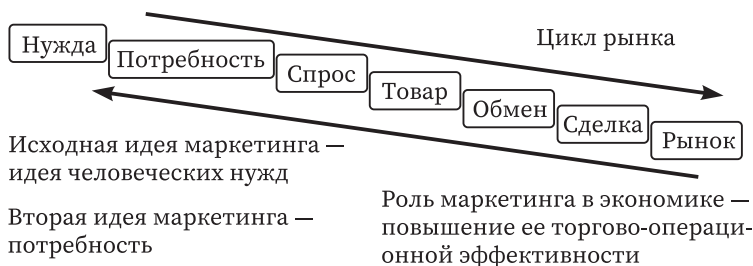 Нужда
Потребность
Спрос
Товар
Обмен
Сделка
Рынок
Цикл рынка
Исходная идея маркетинга —
идея человеческих нужд
Вторая идея маркетинга —
потребность
Роль маркетинга в экономике —
повышение ее торгово-операци-
онной эффективности